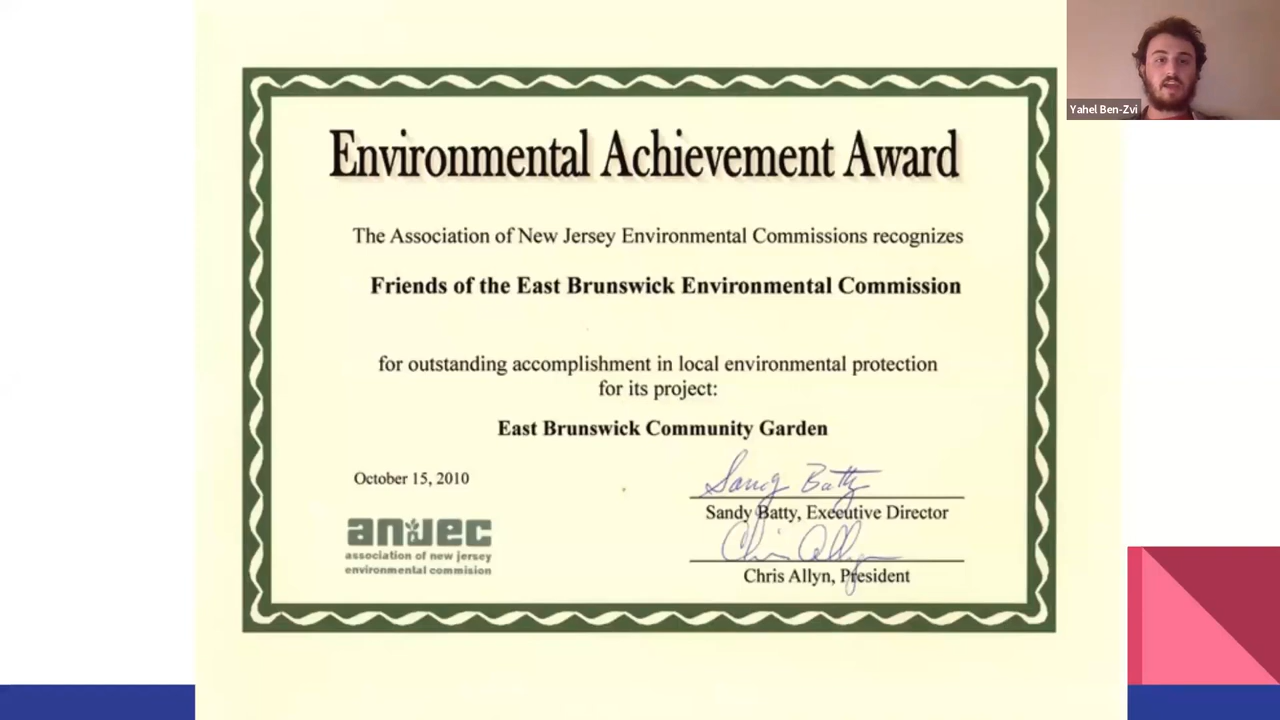 Yahel Ben-Zvi
Environmental Achievement Award
The Association of New Jersey Environmental Commissions recognizes
Friends of the East Brunswick Environmental Commission
for outstanding accomplishment in local environmental protection
for its project:
East Brunswick Community Garden
October 15, 2010
Sandy Batty
Sandy Batty, Executive Director
Chris Allyn
Chris Allyn, President
anjec
association of new jersey
environmental commision